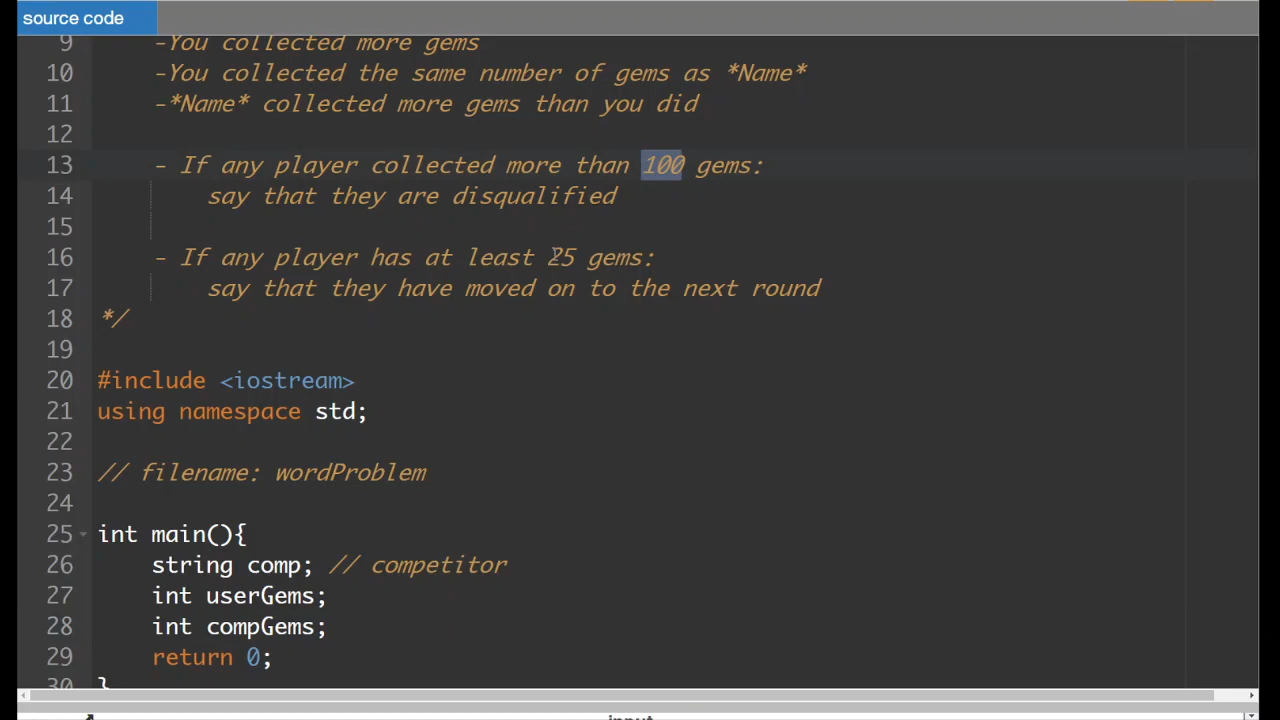 source code
9 -You collected more gems
10 -You collected the same number of gems as *Name*
11 -*Name* collected more gems than you did
12
13 - If any player collected more than 100 gems:
14 say that they are disqualified
15
16 - If any player has at least 25 gems:
17 say that they have moved on to the next round
18 */
19
20 #include <iostream>
21 using namespace std;
22
23 // filename: wordProblem
24
25 int main(){
26 string comp; // competitor
27 int userGems;
28 int compGems;
29 return 0;
30 }
input